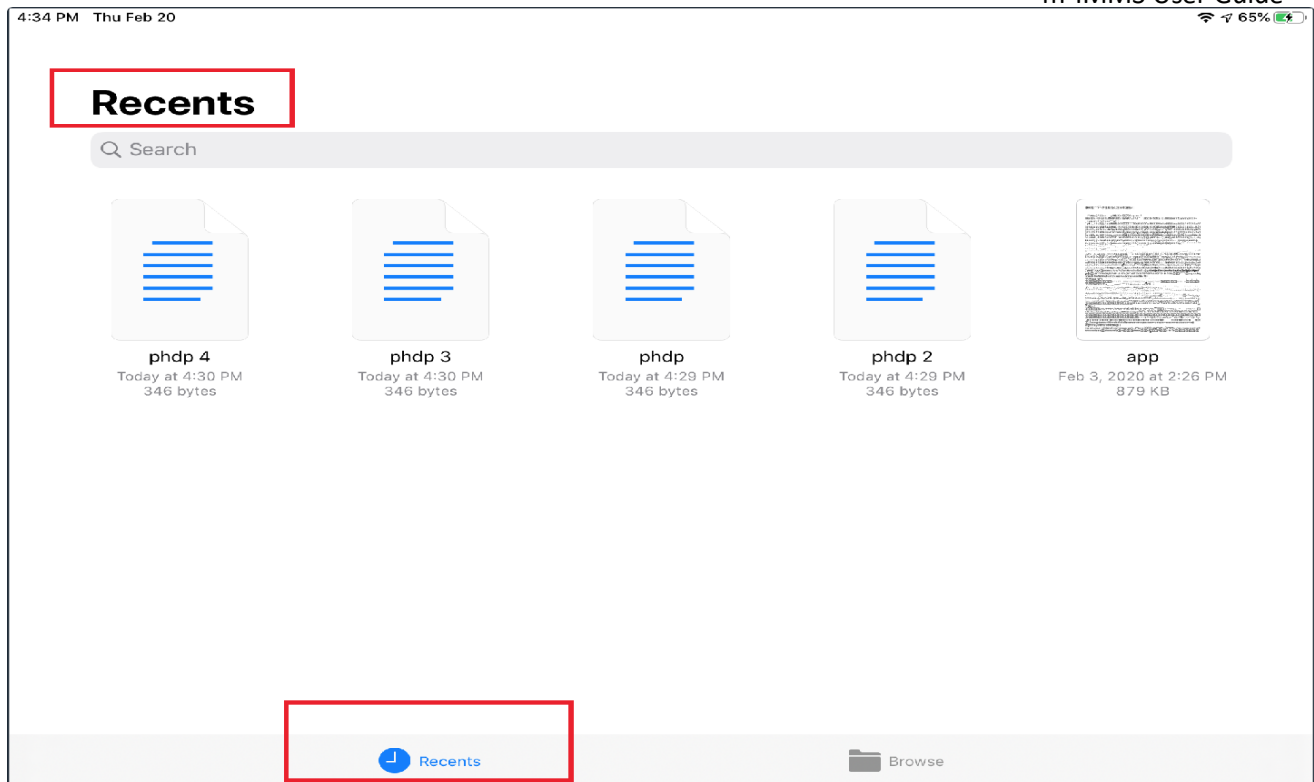 User Guide
4:34 PM Thu Feb 20
65%
Recents
Search
phdp 4
Today at 4:30 PM
346 bytes
phdp 3
Today at 4:30 PM
346 bytes
phdp
Today at 4:29 PM
346 bytes
phdp 2
Today at 4:29 PM
346 bytes
app
Feb 3, 2020 at 2:26 PM
879 KB
Recents
Browse